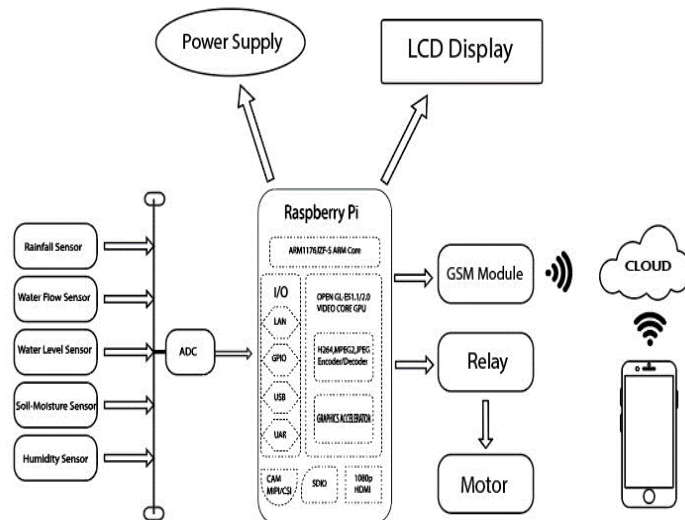 Power Supply
LCD Display
Raspberry Pi
ARM1176JZF-S ARM Core
I/O
LAN
GPIO
USB
UAR
OPEN GL-ES1.1/2.0
VIDEO CORE GPU
H264,MPEG2,JPEG
Encoder/Decoder
GRAPHICS ACCELERATION
CAM
MIPI/CSI
SDIO
1080p
HDMI
Rainfall Sensor
Water Flow Sensor
Water Level Sensor
Soil-Moisture Sensor
Humidity Sensor
ADC
GSM Module
Relay
Motor
CLOUD